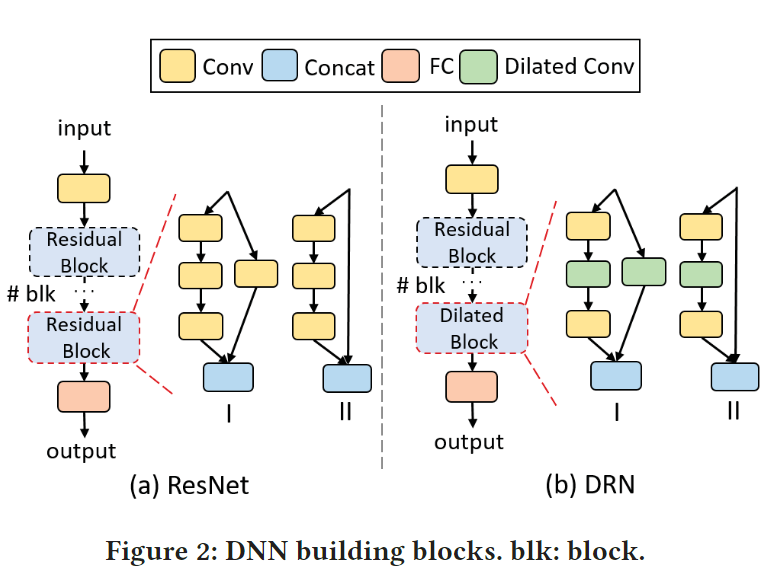 Conv Concat FC Dilated Conv
input
Residual
Block
# blk
...
Residual
Block
output
I
II
(a) ResNet
input
Residual
Block
# blk
...
Dilated
Block
output
I
II
(b) DRN
Figure 2: DNN building blocks. blk: block.